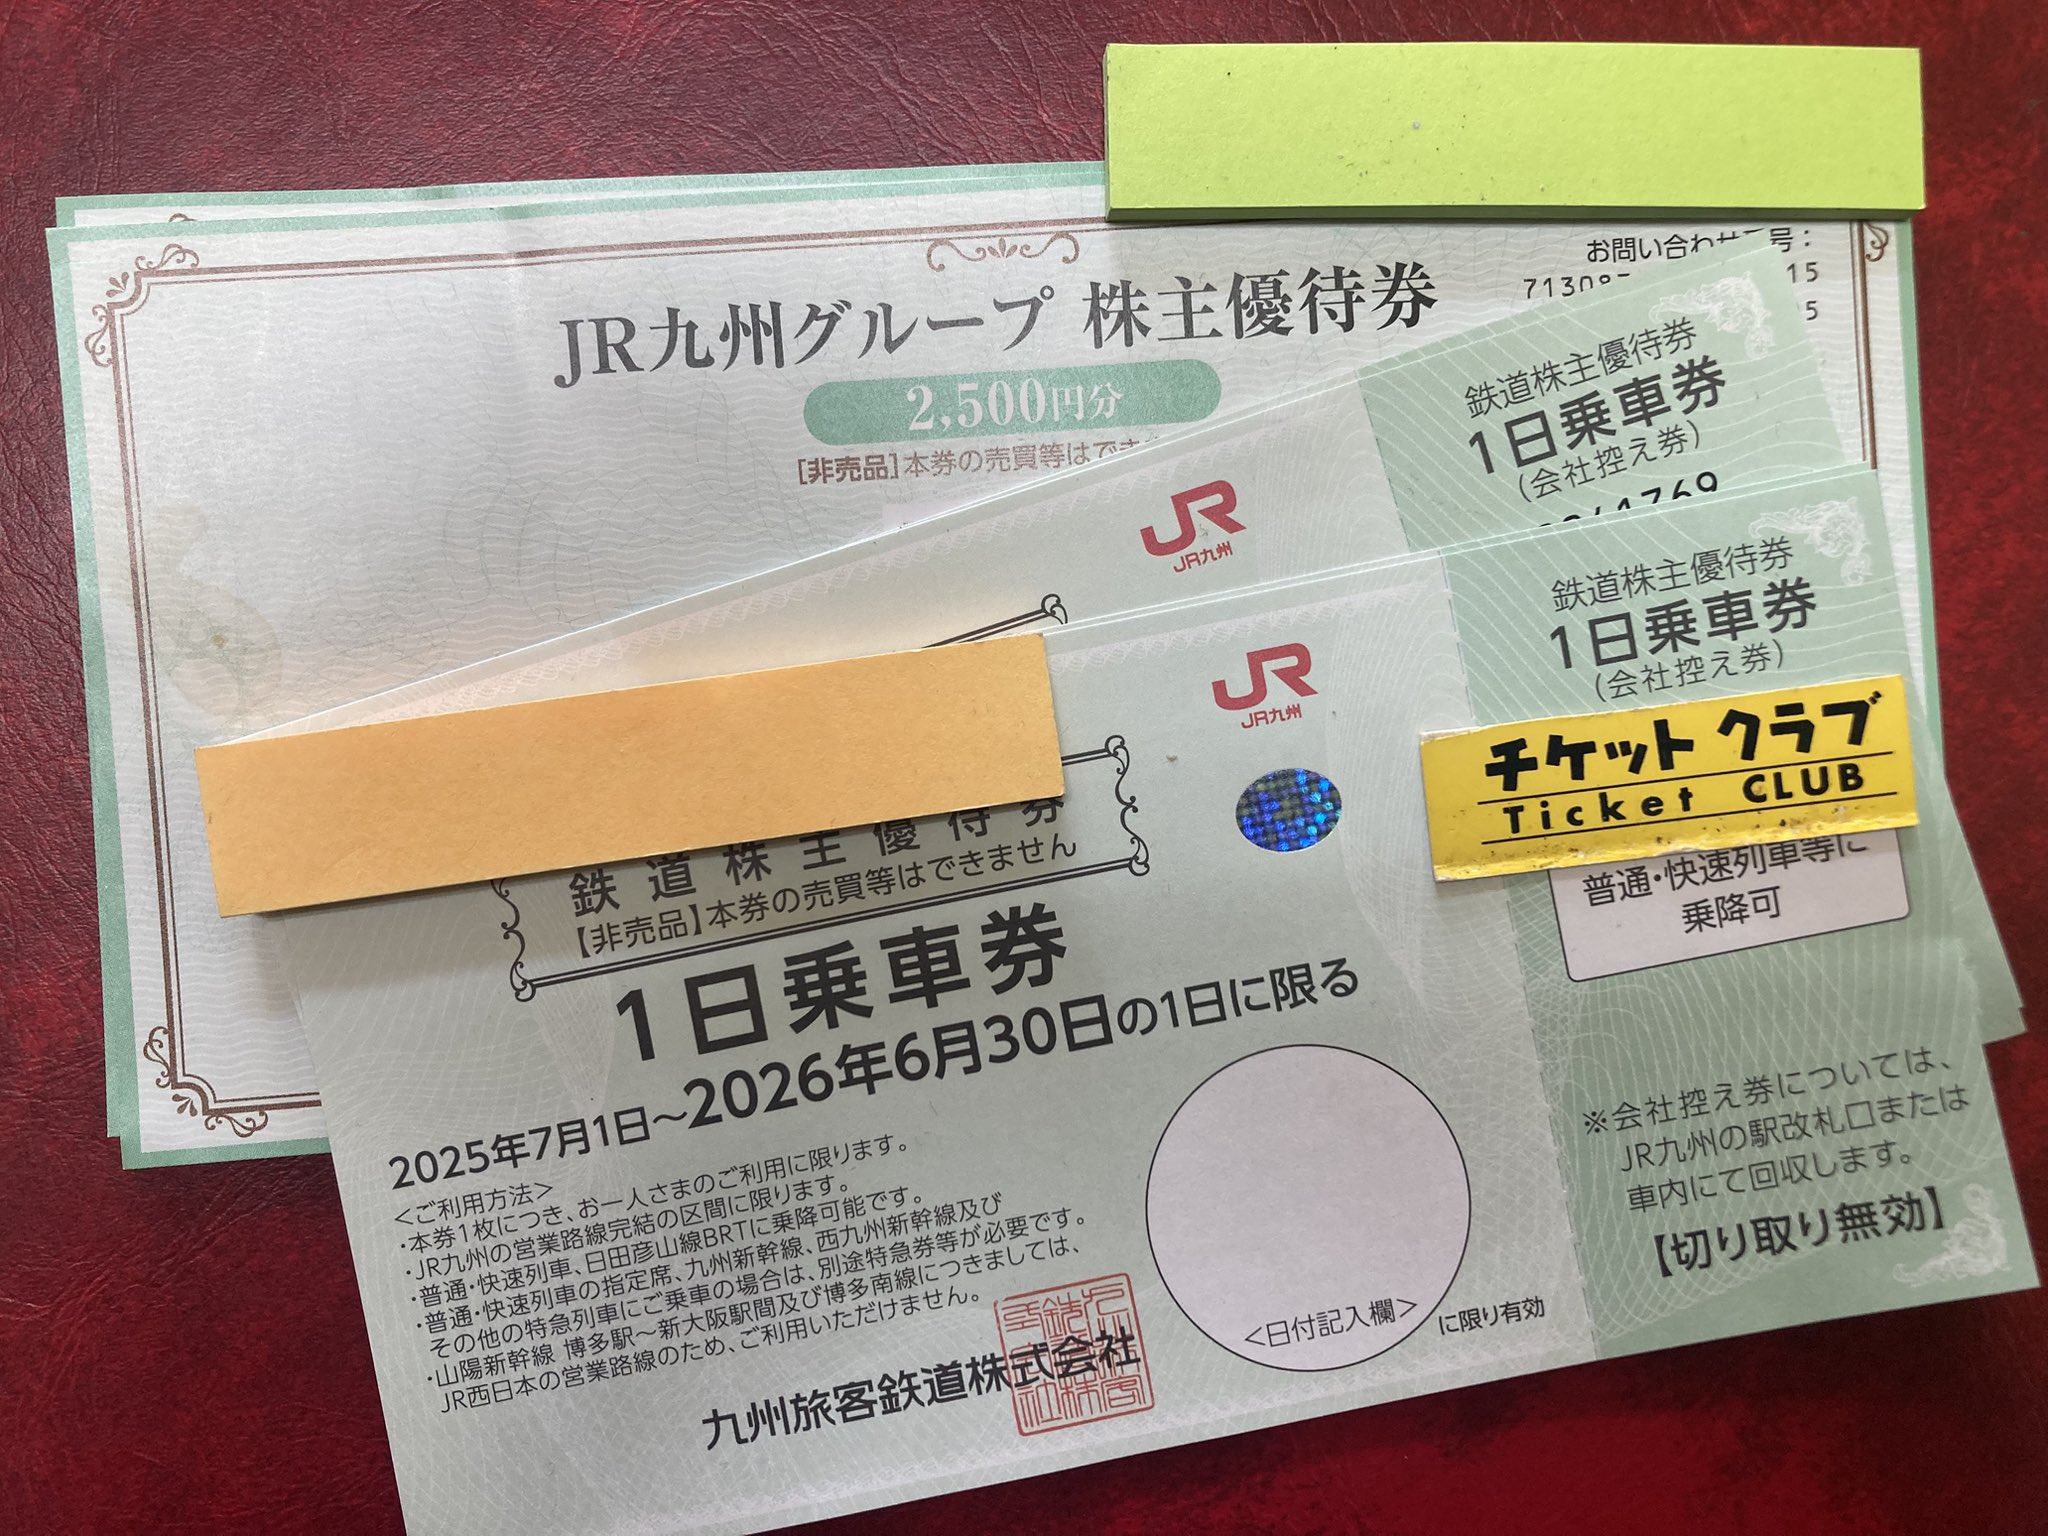 お問い合わせ番号：
7130
15
5
JR九州グループ 株主優待券
2,500円分
[非売品]本券の売買等はでき
鉄道株主優待券
1日乗車券
(会社控え券)
4769
JR
JR九州
鉄道株主優待券
1日乗車券
(会社控え券)
JR
JR九州
チケットクラブ
Ticket CLUB
普通・快速列車等に
乗降可
鉄道株主優待券
【非売品】本券の売買等はできません
1日乗車券
2025年7月1日～2026年6月30日の1日に限る
<ご利用方法>
・本券1枚につき、お一人さまのご利用に限ります。
・JR九州の営業路線完結の区間に限ります。
・普通・快速列車、日田彦山線BRTに乗降可能です。
・普通・快速列車の指定席、九州新幹線、西九州新幹線及び
その他の特急列車にご乗車の場合は、別途特急券等が必要です。
・山陽新幹線 博多駅～新大阪駅間及び博多南線につきましては、
JR西日本の営業路線のため、ご利用いただけません。
九州旅客鉄道株式会社
<日付記入欄>
に限り有効
※会社控え券については、
JR九州の駅改札口または
車内にて回収します。
【切り取り無効】